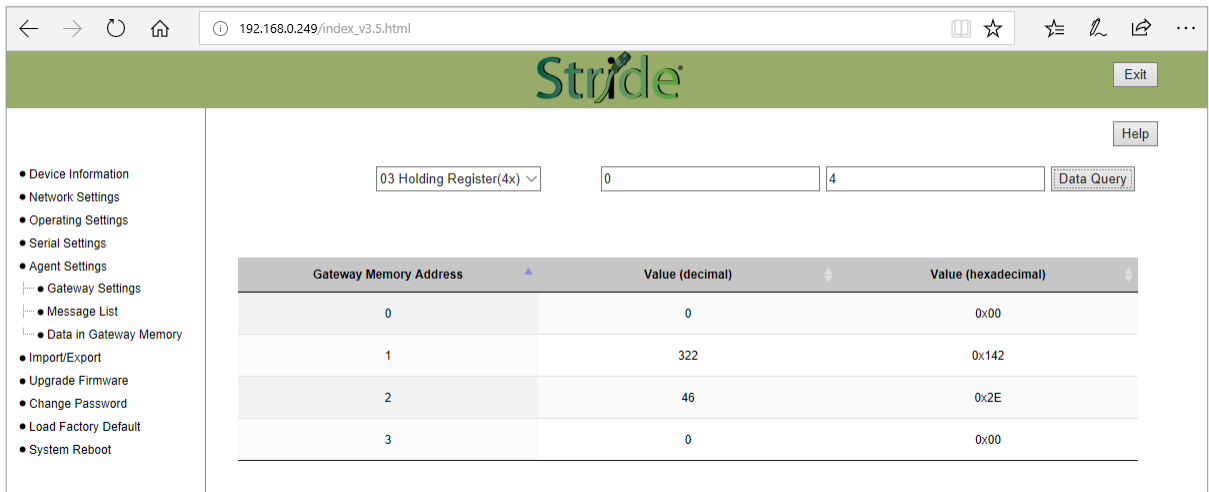 192.168.0.249/index_v3.5.html
Stride
Exit
Help
Device Information
Network Settings
Operating Settings
Serial Settings
Agent Settings
Gateway Settings
Message List
Data in Gateway Memory
Import/Export
Upgrade Firmware
Change Password
Load Factory Default
System Reboot
03 Holding Register(4x) 0 4 Data Query
Gateway Memory Address Value (decimal) Value (hexadecimal)
0 0 0x00
1 322 0x142
2 46 0x2E
3 0 0x00